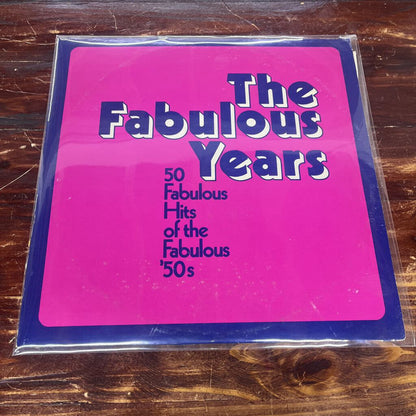 The
Fabulous
Years
50
Fabulous
Hits
of the
Fabulous
'50s